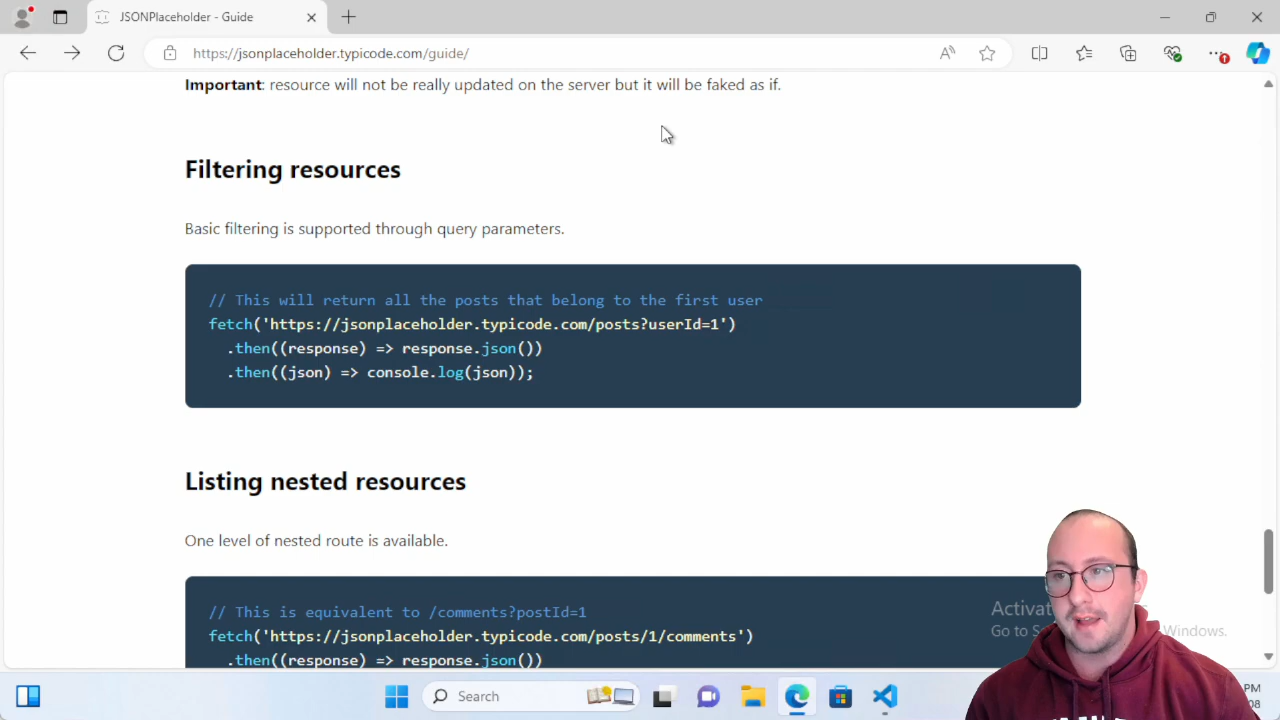 JSONPlaceholder - Guide
https://jsonplaceholder.typicode.com/guide/
Important: resource will not be really updated on the server but it will be faked as if.
Filtering resources
Basic filtering is supported through query parameters.
// This will return all the posts that belong to the first user
fetch('https://jsonplaceholder.typicode.com/posts?userId=1')
.then((response) => response.json())
.then((json) => console.log(json));
Listing nested resources
One level of nested route is available.
// This is equivalent to /comments?postId=1
fetch('https://jsonplaceholder.typicode.com/posts/1/comments')
.then((response) => response.json())
Go to Windows.
Search
PM